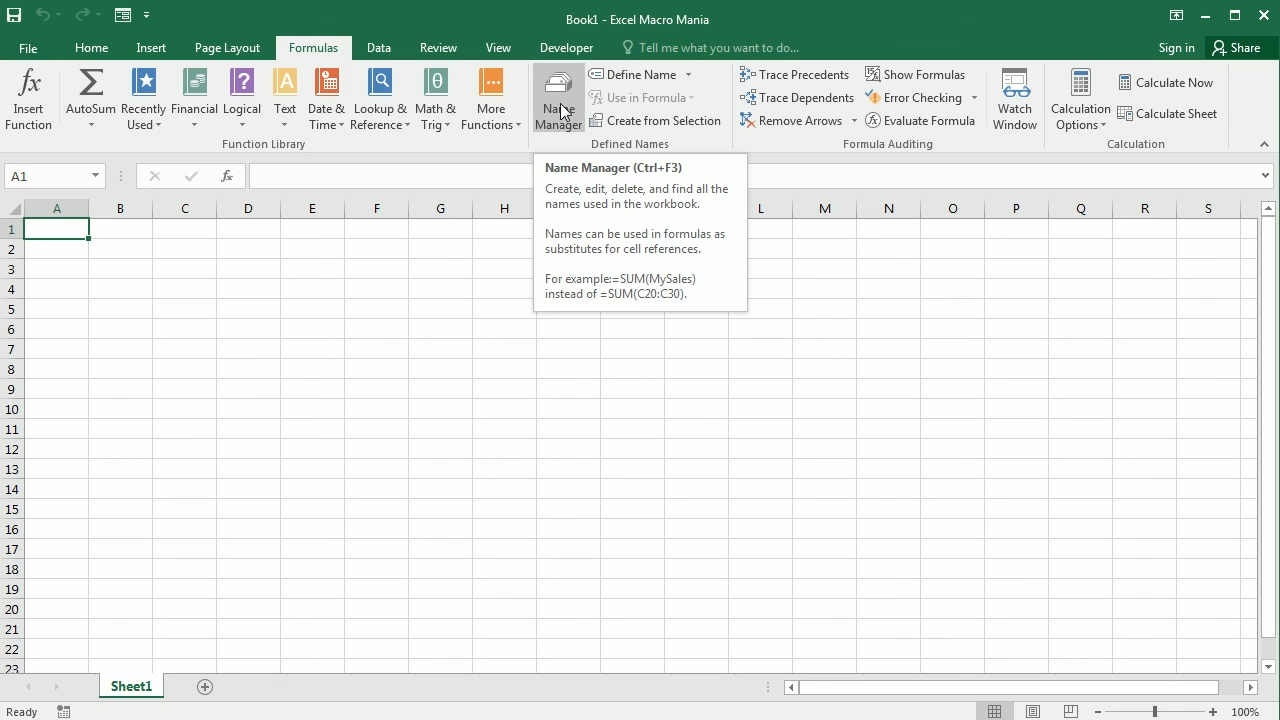 Book1 - Excel Macro Mania
File Home Insert Page Layout Formulas Data Review View Developer Tell me what you want to do... Sign in Share
fx Insert Function
Σ AutoSum
Recently Used
Financial
? Logical
A Text
Date & Time
Lookup & Reference
θ Math & Trig
More Functions
Function Library
Name Manager
Define Name
Use in Formula
Create from Selection
Defined Names
Trace Precedents
Trace Dependents
Remove Arrows
Show Formulas
Error Checking
Evaluate Formula
Formula Auditing
Watch Window
Calculation Options
Calculate Now
Calculate Sheet
Calculation
A1 fx
Name Manager (Ctrl+F3)
Create, edit, delete, and find all the
names used in the workbook.
Names can be used in formulas as
substitutes for cell references.
For example:=SUM(MySales)
instead of =SUM(C20:C30).
A B C D E F G H L M N O P Q R S
1
2
3
4
5
6
7
8
9
10
11
12
13
14
15
16
17
18
19
20
21
22
23
Sheet1
Ready 100%